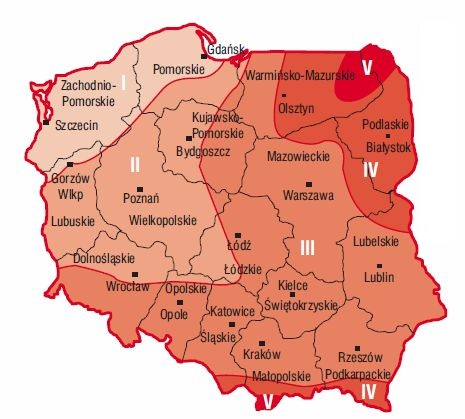 Gdańsk
Zachodnio-
Pomorskie
I
Pomorskie
Warmińsko-Mazurskie
V
Szczecin
Olsztyn
Kujawsko-
Pomorskie
Bydgoszcz
Podlaskie
Białystok
Mazowieckie
II
IV
Gorzów
Wlkp
Poznań
Warszawa
Lubuskie
Wielkopolskie
Łódź
III
Lubelskie
Dolnośląskie
Łódzkie
Lublin
Wrocław
Opolskie
Kielce
Świętokrzyskie
Opole
Katowice
Śląskie
Kraków
Rzeszów
Małopolskie
Podkarpackie
V
IV